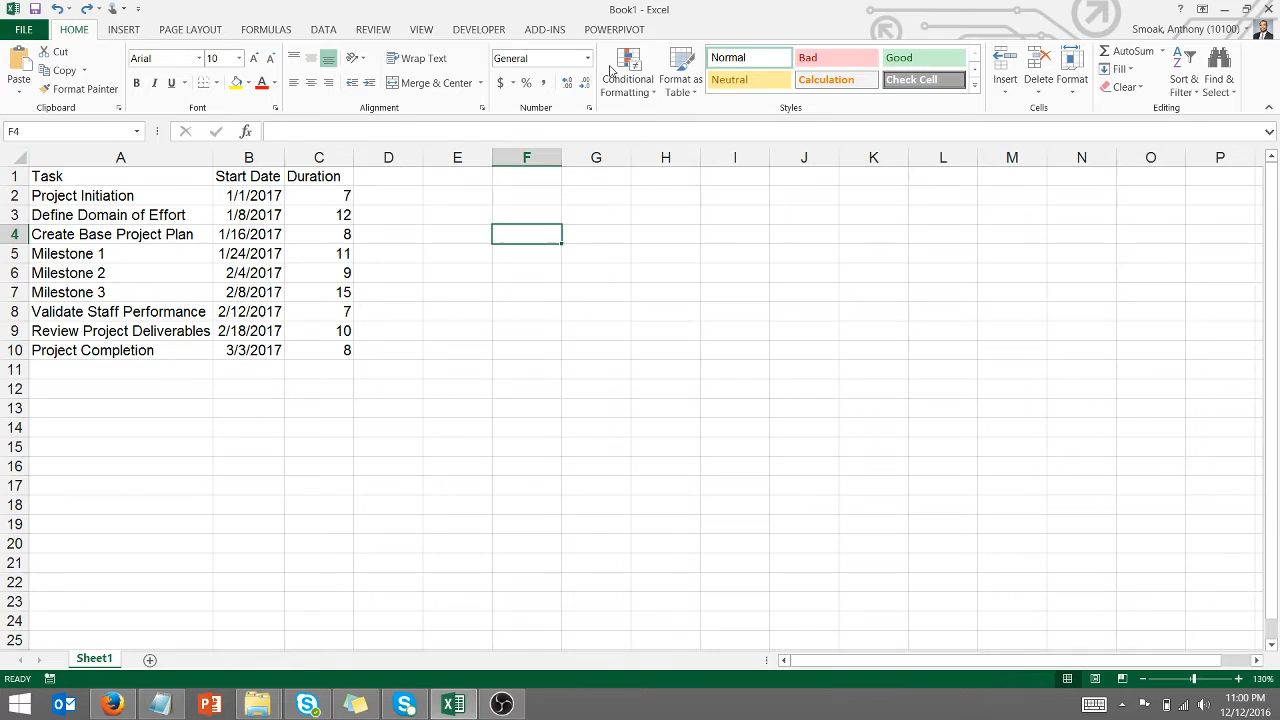 Book1 - Excel
?
FILE HOME INSERT PAGE LAYOUT FORMULAS DATA REVIEW VIEW DEVELOPER ADD-INS POWERPIVOT Smoak, Anthony (10100)
Paste
Cut
Copy
Format Painter
Clipboard
Arial 10
B I U A
Font
Wrap Text
Merge & Center
Alignment
General
$ %
Number
Conditional Formatting
Format as Table
Normal Bad Good
Neutral Calculation Check Cell
Styles
Insert Delete Format
Cells
AutoSum
Fill
Clear
Sort & Filter
Find & Select
Editing
F4 fx
A B C D E F G H I J K L M N O P
1 Task Start Date Duration
2 Project Initiation 1/1/2017 7
3 Define Domain of Effort 1/8/2017 12
4 Create Base Project Plan 1/16/2017 8
5 Milestone 1 1/24/2017 11
6 Milestone 2 2/4/2017 9
7 Milestone 3 2/8/2017 15
8 Validate Staff Performance 2/12/2017 7
9 Review Project Deliverables 2/18/2017 10
10 Project Completion 3/3/2017 8
11
12
13
14
15
16
17
18
19
20
21
22
23
24
25
Sheet1
READY 130%
11:00 PM
12/12/2016